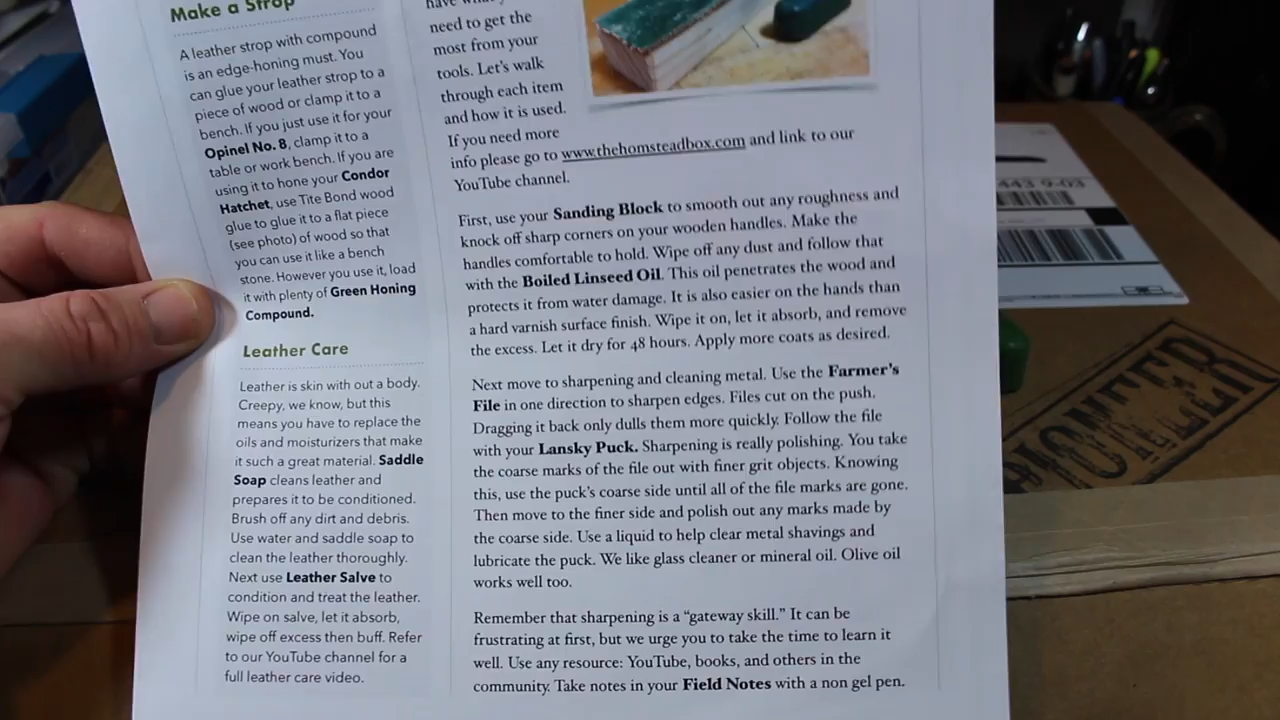 Make a Strop
A leather strop with compound
is an edge-honing must. You
can glue your leather strop to a
piece of wood or clamp it to a
bench. If you just use it for your
Opinel No. 8, clamp it to a
table or work bench. If you are
using it to hone your Condor
Hatchet, use Tite Bond wood
glue to glue it to a flat piece
(see photo) of wood so that
you can use it like a bench
stone. However you use it, load
it with plenty of Green Honing
Compound.
Leather Care
Leather is skin with out a body.
Creepy, we know, but this
means you have to replace the
oils and moisturizers that make
it such a great material. Saddle
Soap cleans leather and
prepares it to be conditioned.
Brush off any dirt and debris.
Use water and saddle soap to
clean the leather thoroughly.
Next use Leather Salve to
condition and treat the leather.
Wipe on salve, let it absorb,
wipe off excess then buff. Refer
to our YouTube channel for a
full leather care video.
have what
need to get the
most from your
tools. Let's walk
through each item
and how it is used.
If you need more
info please go to www.thehomsteadbox.com and link to our
YouTube channel.
First, use your Sanding Block to smooth out any roughness and
knock off sharp corners on your wooden handles. Make the
handles comfortable to hold. Wipe off any dust and follow that
with the Boiled Linseed Oil. This oil penetrates the wood and
protects it from water damage. It is also easier on the hands than
a hard varnish surface finish. Wipe it on, let it absorb, and remove
the excess. Let it dry for 48 hours. Apply more coats as desired.
Next move to sharpening and cleaning metal. Use the Farmer's
File in one direction to sharpen edges. Files cut on the push.
Dragging it back only dulls them more quickly. Follow the file
with your Lansky Puck. Sharpening is really polishing. You take
the coarse marks of the file out with finer grit objects. Knowing
this, use the puck's coarse side until all of the file marks are gone.
Then move to the finer side and polish out any marks made by
the coarse side. Use a liquid to help clear metal shavings and
lubricate the puck. We like glass cleaner or mineral oil. Olive oil
works well too.
Remember that sharpening is a "gateway skill." It can be
frustrating at first, but we urge you to take the time to learn it
well. Use any resource: YouTube, books, and others in the
community. Take notes in your Field Notes with a non gel pen.
443 9-03